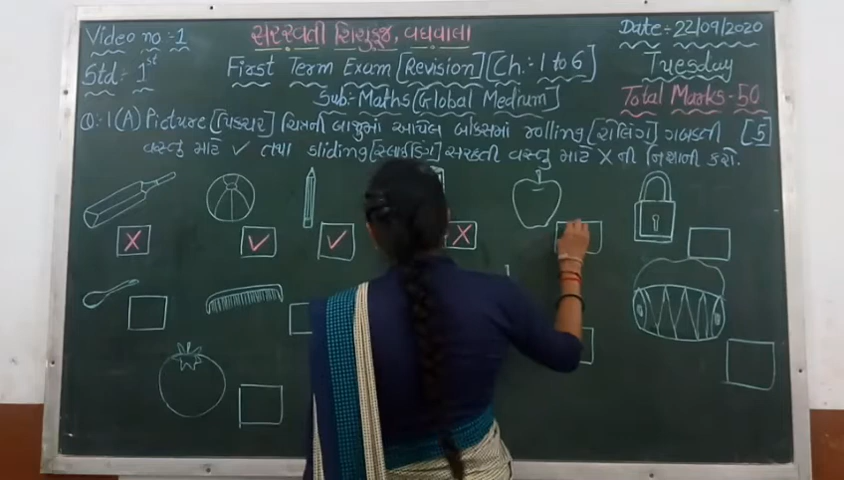 Video no :- 1
સરસ્વતી શિશુકુંજ, વધાવાલા
Date:- 22/09/2020
Std:- 1st
First Term Exam [Revision] [Ch. : 1 to 6]
Tuesday
Sub:- Maths [Global Medium]
Total Marks - 50
Q:-1 (A) Picture [પિક્ચર] ચિત્રની બાજુમાં આપેલ બોક્સમાં rolling [રોલિંગ] ગબડતી [5]
વસ્તુ માટે ✓ તથા sliding [સ્લાઈડિંગ] સરકતી વસ્તુ માટે X ની નિશાની કરો.